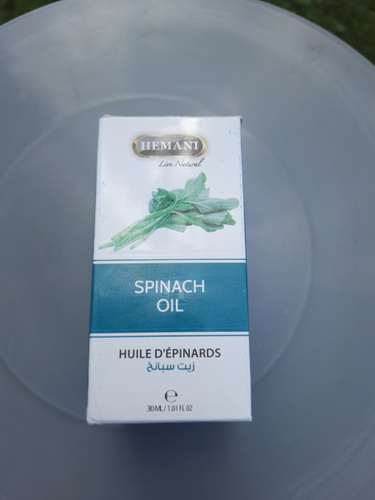 HEMANI
Live Natural
SPINACH
OIL
HUILE D'ÉPINARDS
زيت سبانخ
℮
30 ML / 1.01 FL OZ